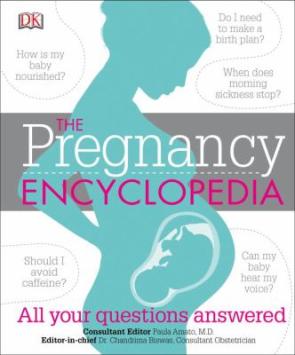 DK
Do I need
to make a
birth plan?
How is my
baby
nourished?
When does
morning
sickness stop?
THE
Pregnancy
ENCYCLOPEDIA
Should I
avoid
caffeine?
Can my
baby hear
my voice?
All your questions answered
Consultant Editor Paula Amato, M.D.
Editor-in-chief Dr. Chandrima Biswas, Consultant Obstetrician